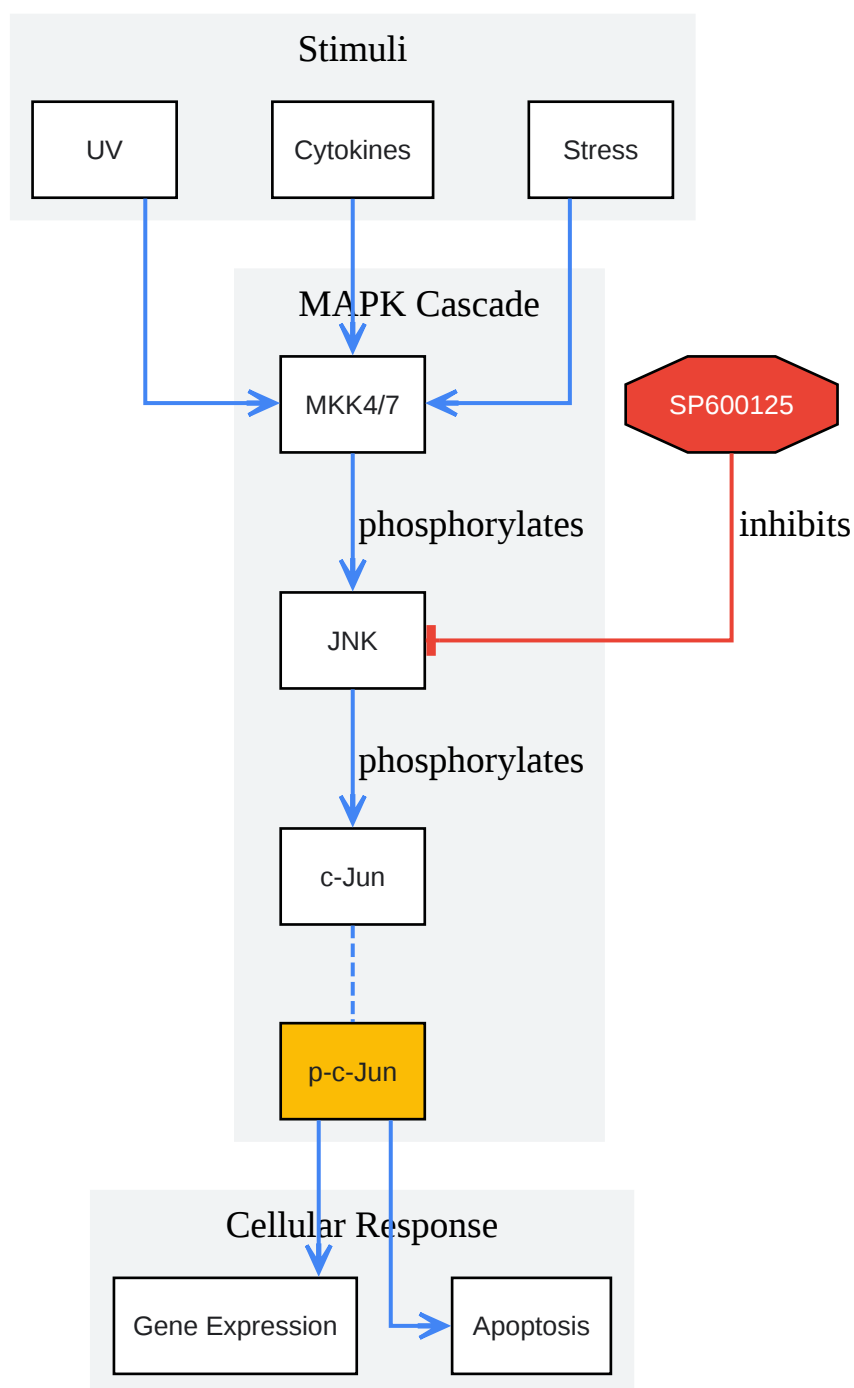 Stimuli
UV
Cytokines
Stress
MAPK Cascade
MKK4/7
SP600125
phosphorylates
inhibits
JNK
phosphorylates
c-Jun
p-c-Jun
Cellular Response
Gene Expression
Apoptosis